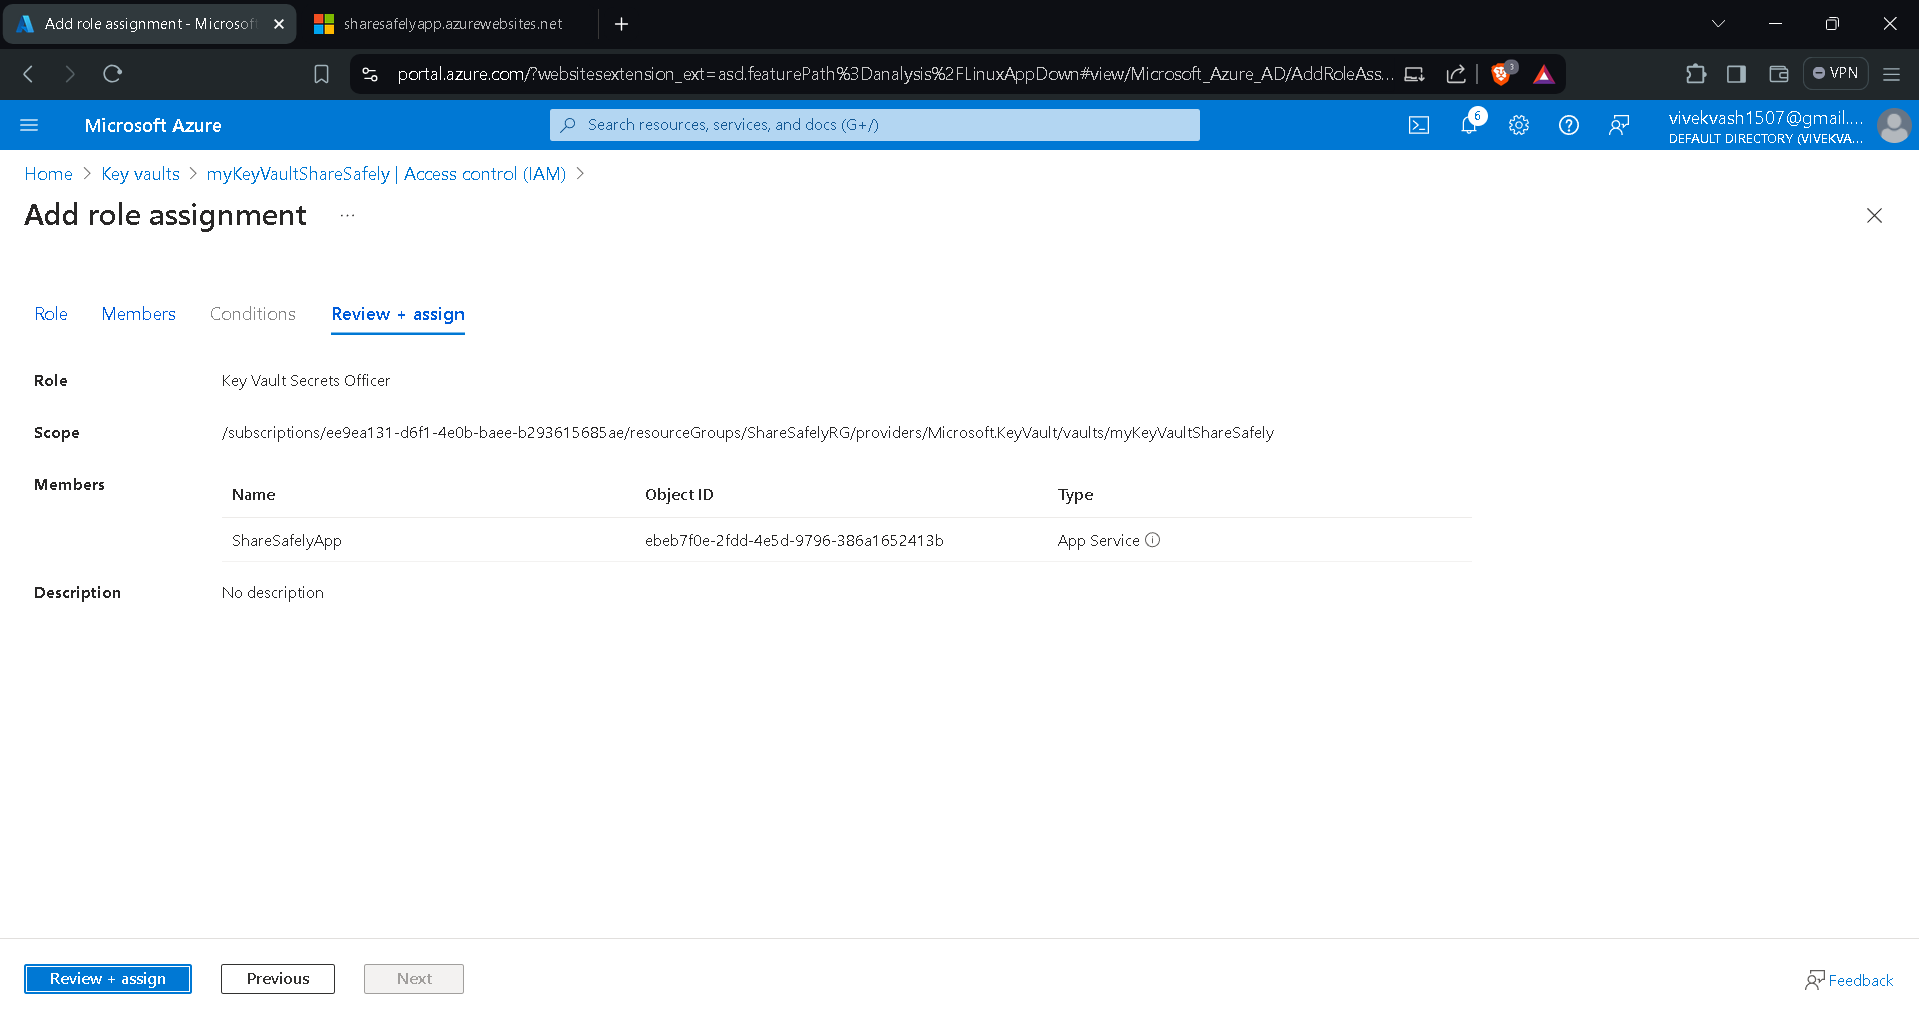 Add role assignment - Microsoft
sharesafelyapp.azurewebsites.net
portal.azure.com/?websitesextension_ext=asd.featurePath%3Danalysis%2FLinuxAppDown#view/Microsoft_Azure_AD/AddRoleAss...
3
VPN
Microsoft Azure
Search resources, services, and docs (G+/)
6
vivekvash1507@gmail....
DEFAULT DIRECTORY (VIVEKVA...
Home > Key vaults > myKeyVaultShareSafely | Access control (IAM) >
Add role assignment ...
Role Members Conditions Review + assign
Role Key Vault Secrets Officer
Scope /subscriptions/ee9ea131-d6f1-4e0b-baee-b293615685ae/resourceGroups/ShareSafelyRG/providers/Microsoft.KeyVault/vaults/myKeyVaultShareSafely
Members
Name Object ID Type
ShareSafelyApp ebeb7f0e-2fdd-4e5d-9796-386a1652413b App Service
Description No description
Review + assign Previous Next
Feedback